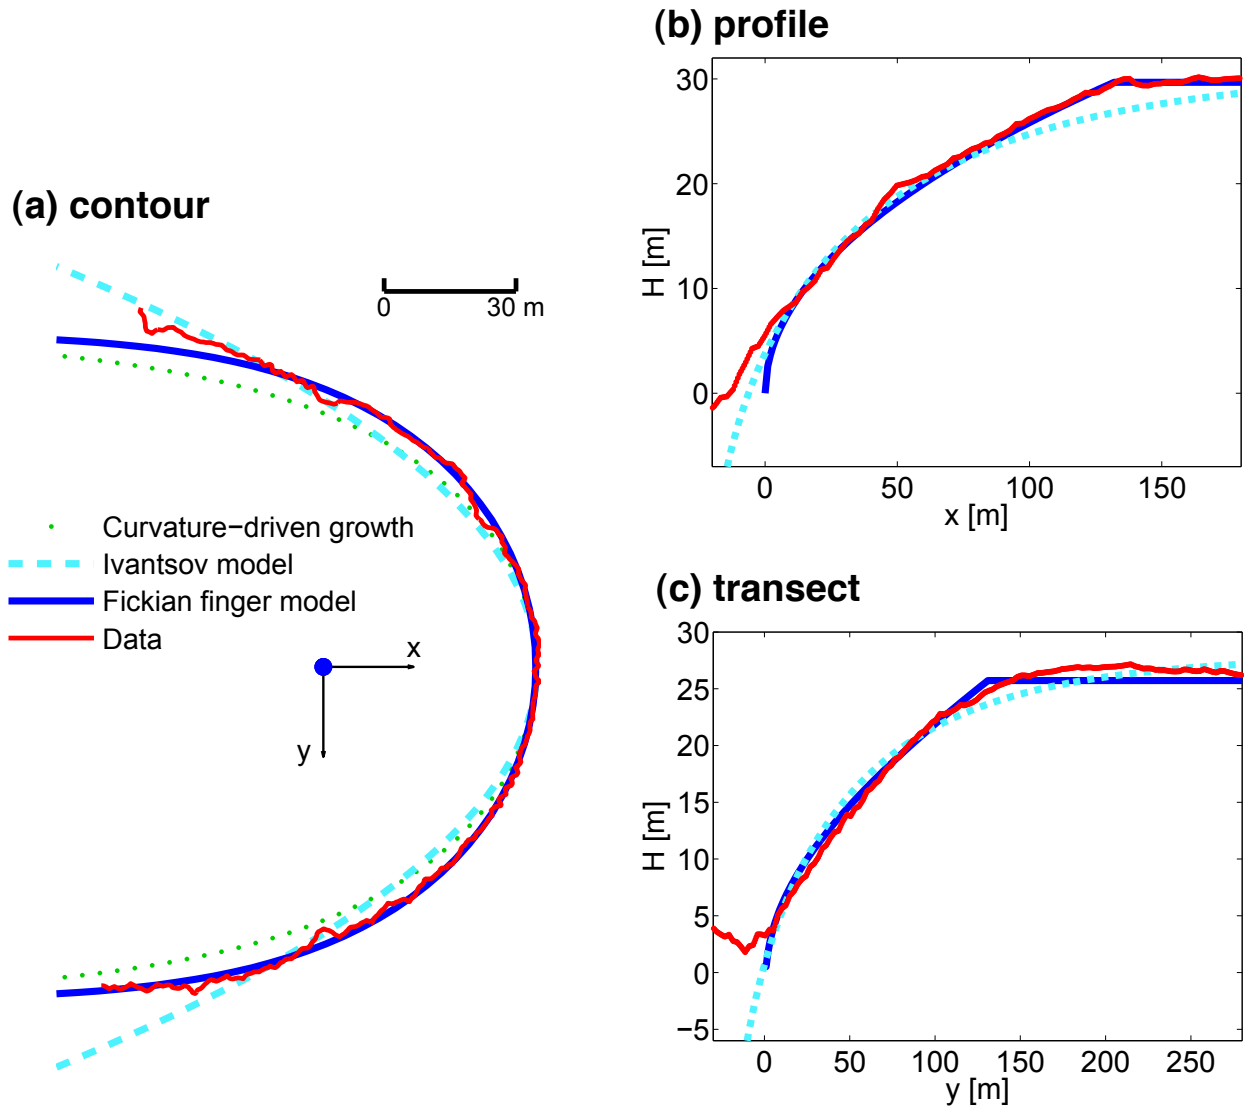 (a) contour
0
30 m
Curvature−driven growth
Ivantsov model
Fickian finger model
Data
x
y
(b) profile
30
20
10
0
H [m]
0 50 100 150
x [m]
(c) transect
30
25
20
15
10
5
0
−5
H [m]
0 50 100 150 200 250
y [m]